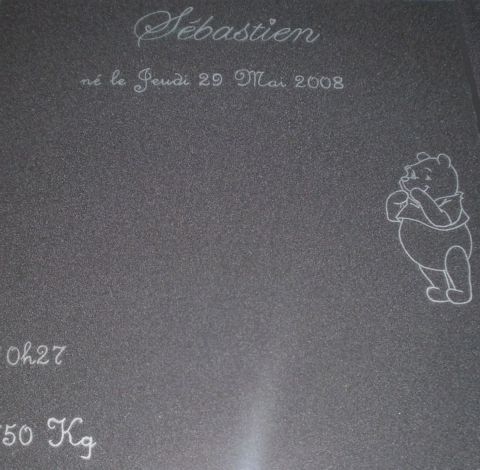 Sébastien
né le Jeudi 29 Mai 2008
0h27
50 Kg